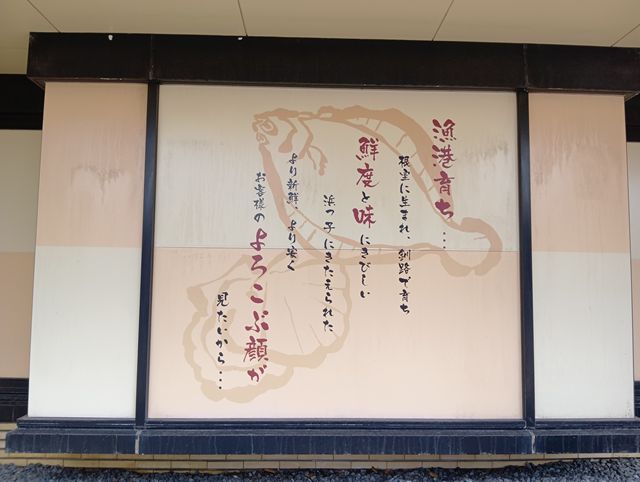 漁港育ち…
根室に生まれ、釧路で育ち
鮮度と味にきびしい
浜っ子にきたえられた
より新鮮、より安く
お客様のよろこぶ顔が
見たいから…